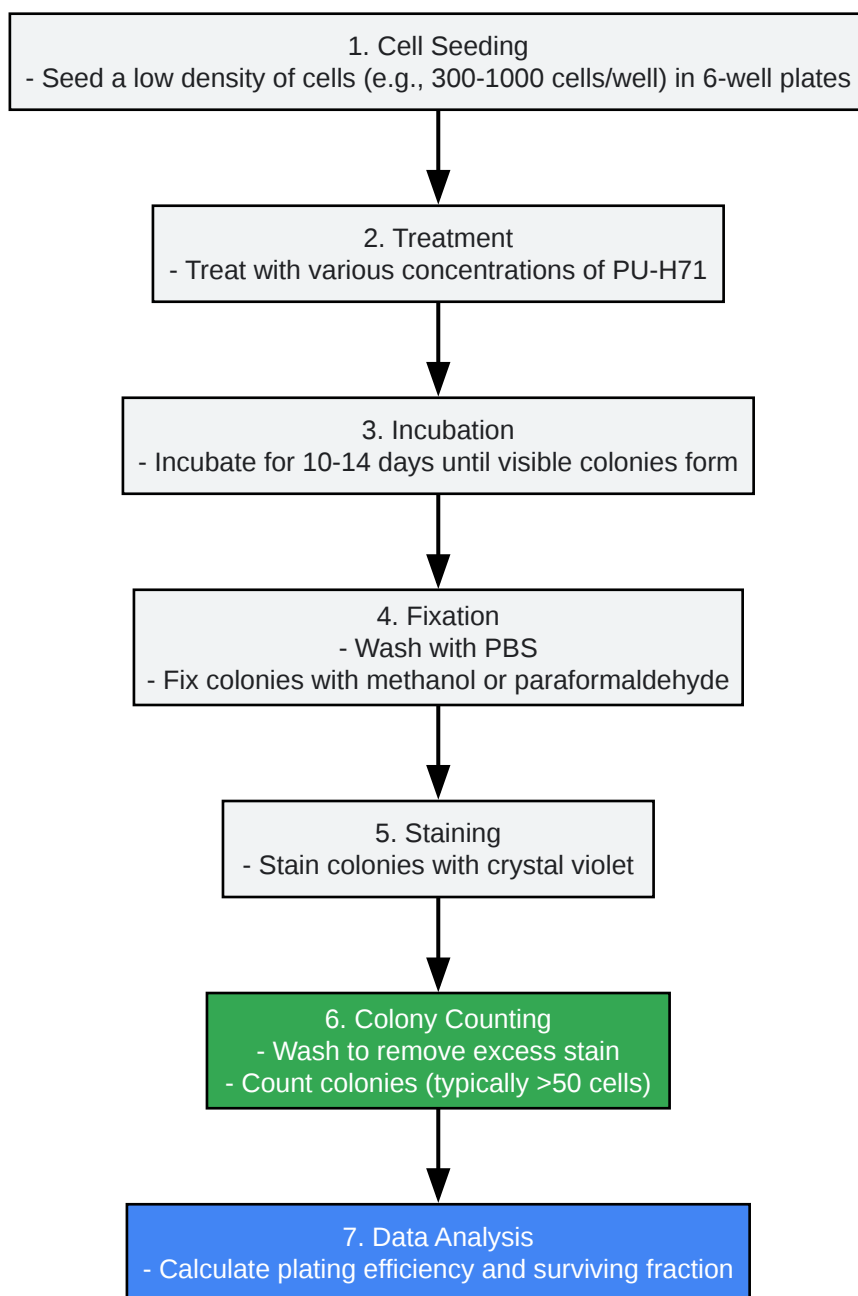 1. Cell Seeding
- Seed a low density of cells (e.g., 300-1000 cells/well) in 6-well plates
2. Treatment
- Treat with various concentrations of PU-H71
3. Incubation
- Incubate for 10-14 days until visible colonies form
4. Fixation
- Wash with PBS
- Fix colonies with methanol or paraformaldehyde
5. Staining
- Stain colonies with crystal violet
6. Colony Counting
- Wash to remove excess stain
- Count colonies (typically >50 cells)
7. Data Analysis
- Calculate plating efficiency and surviving fraction